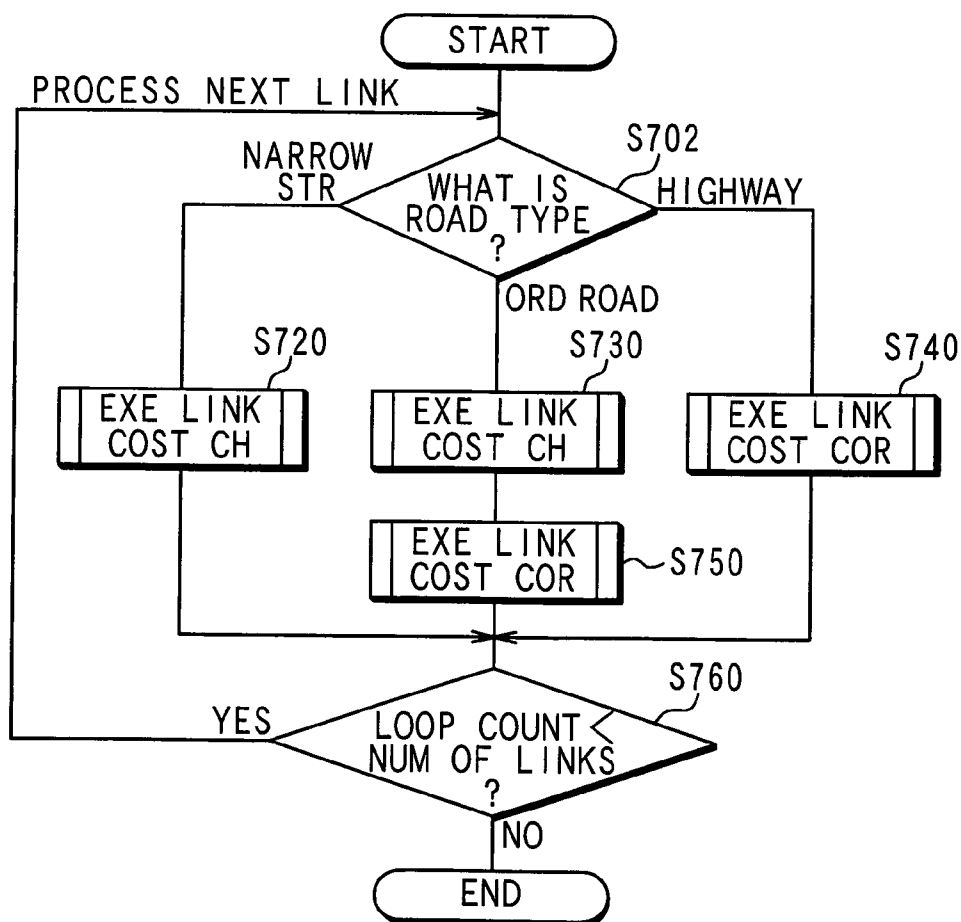 START
PROCESS NEXT LINK
S702
NARROW
STR
WHAT IS
ROAD TYPE
?
HIGHWAY
ORD ROAD
S720
S730
S740
EXE LINK
COST CH
EXE LINK
COST CH
EXE LINK
COST COR
EXE LINK
COST COR
S750
S760
YES
LOOP COUNT <
NUM OF LINKS
?
NO
END